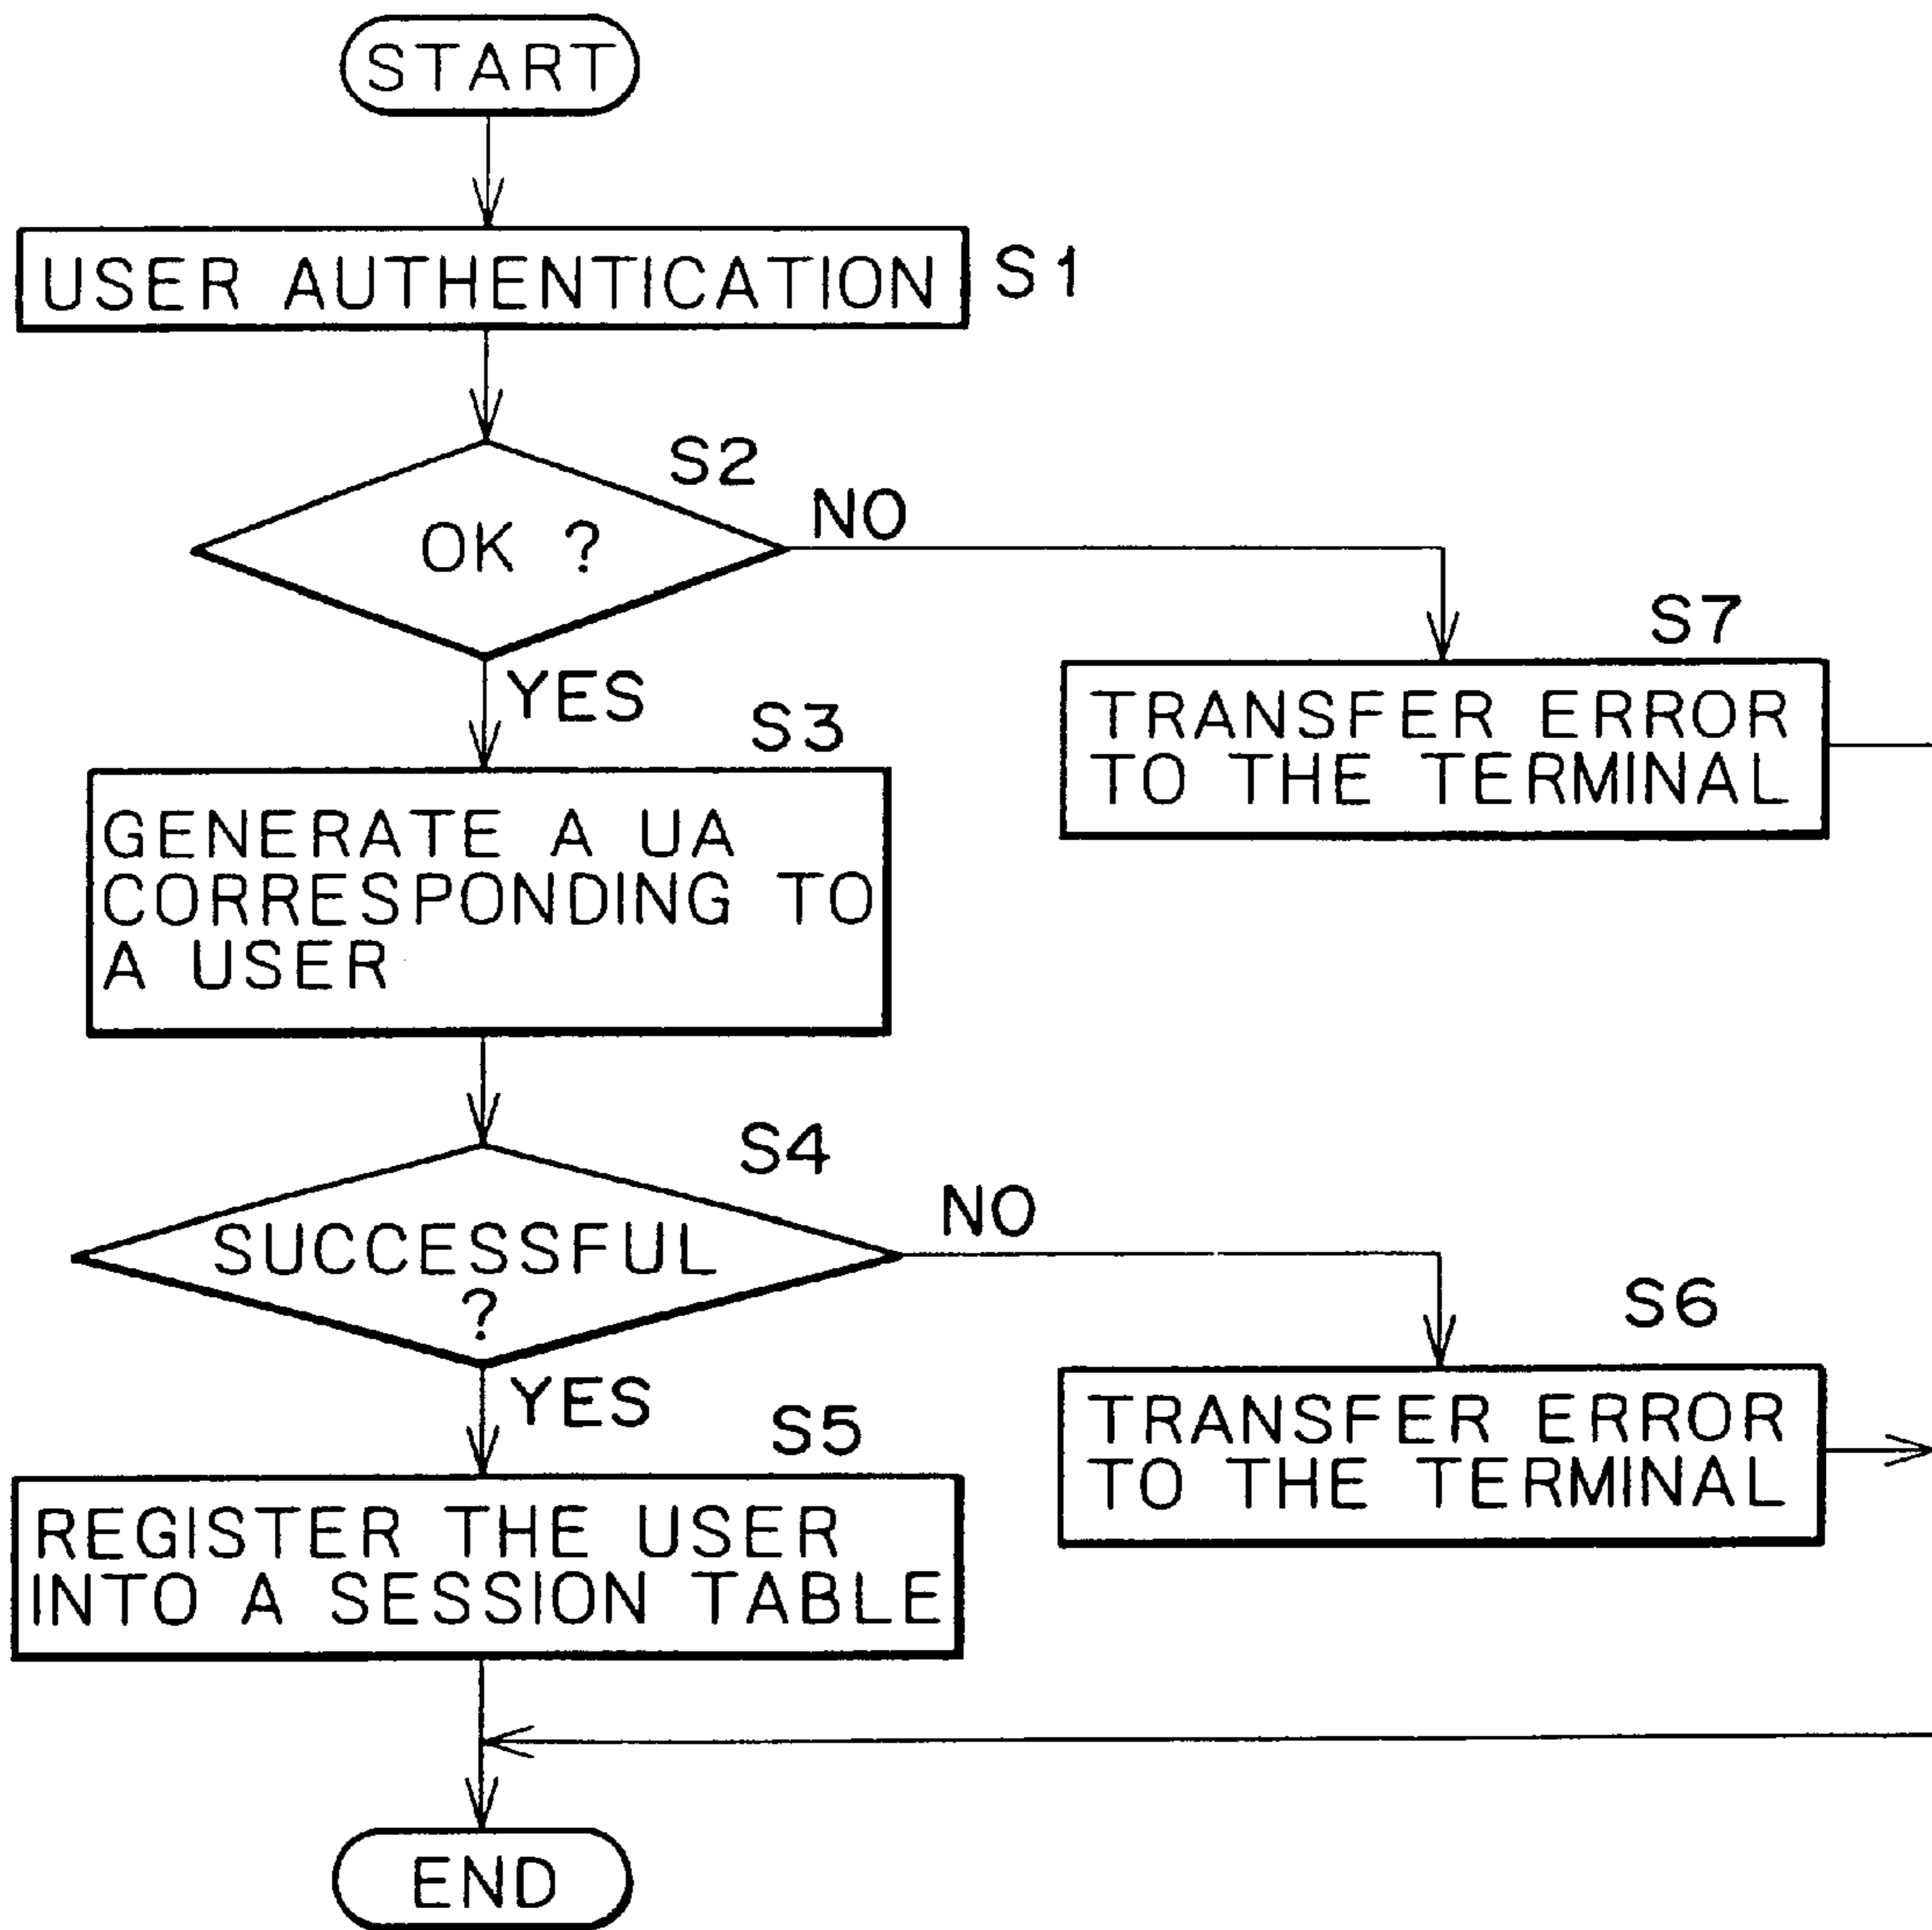 START
USER AUTHENTICATION
S1
S2
OK ?
NO
YES
S7
TRANSFER ERROR
TO THE TERMINAL
S3
GENERATE A UA
CORRESPONDING TO
A USER
S4
SUCCESSFUL
?
NO
YES
S6
TRANSFER ERROR
TO THE TERMINAL
S5
REGISTER THE USER
INTO A SESSION TABLE
END